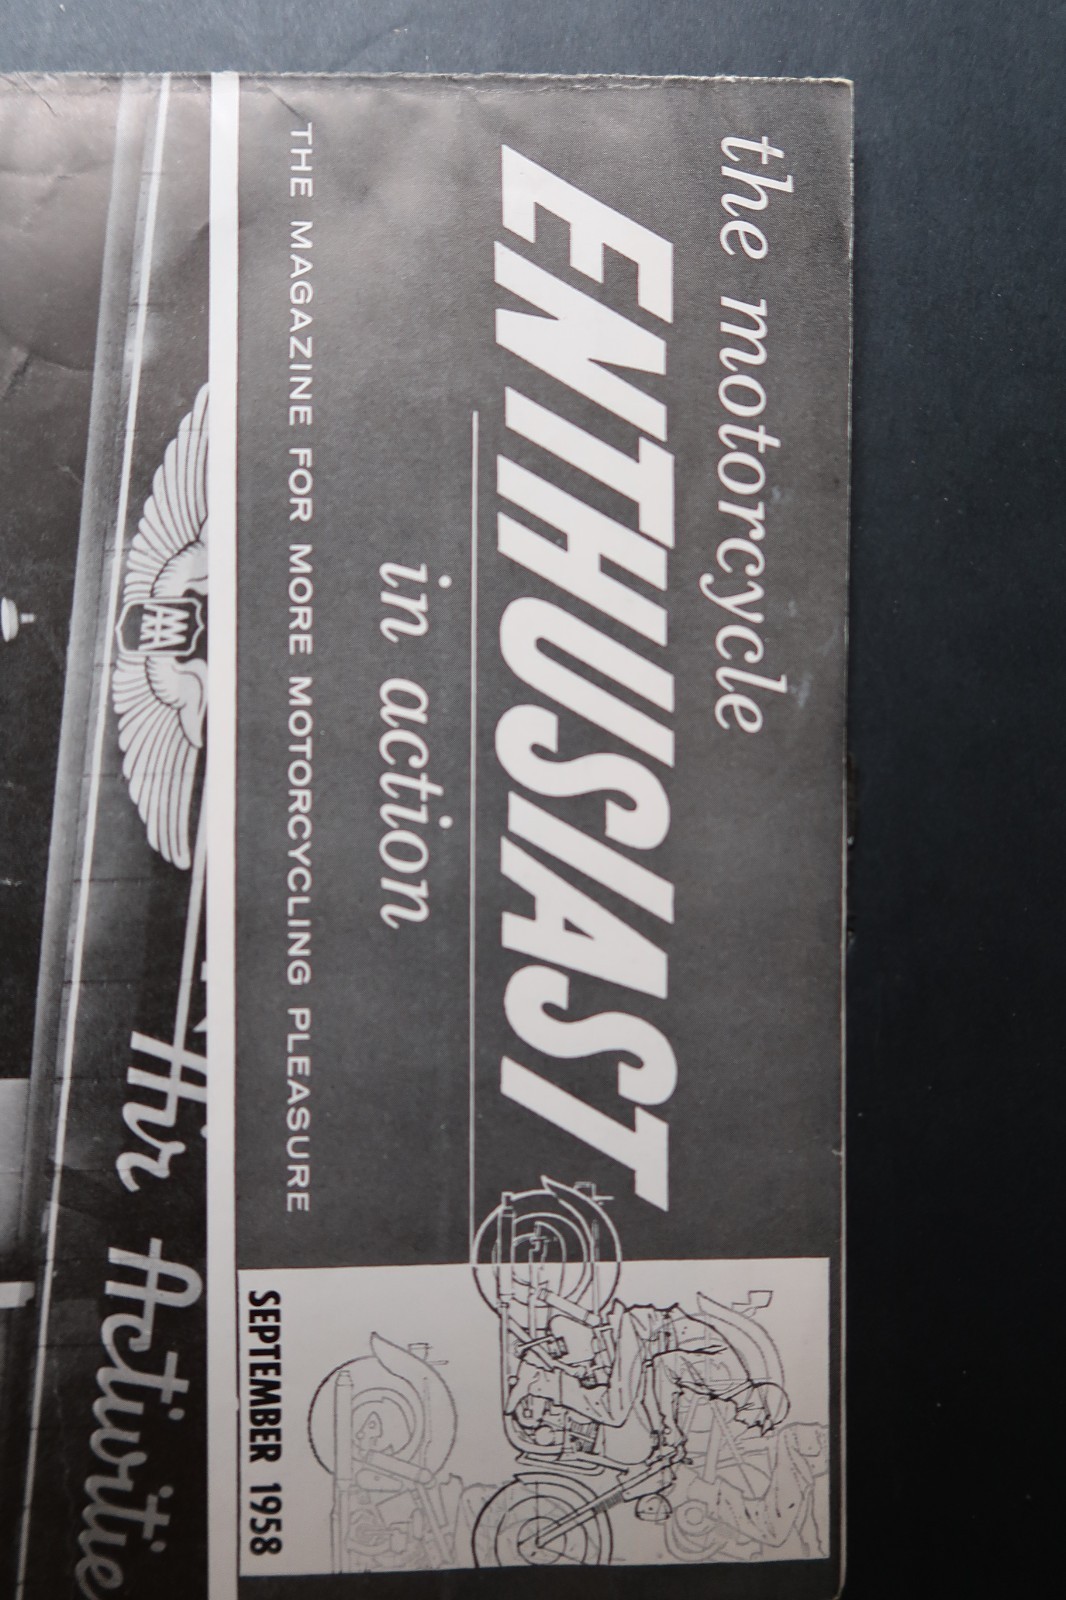 the motorcycle
ENTHUSIAST
in action
THE MAGAZINE FOR MORE MOTORCYCLING PLEASURE
SEPTEMBER 1958